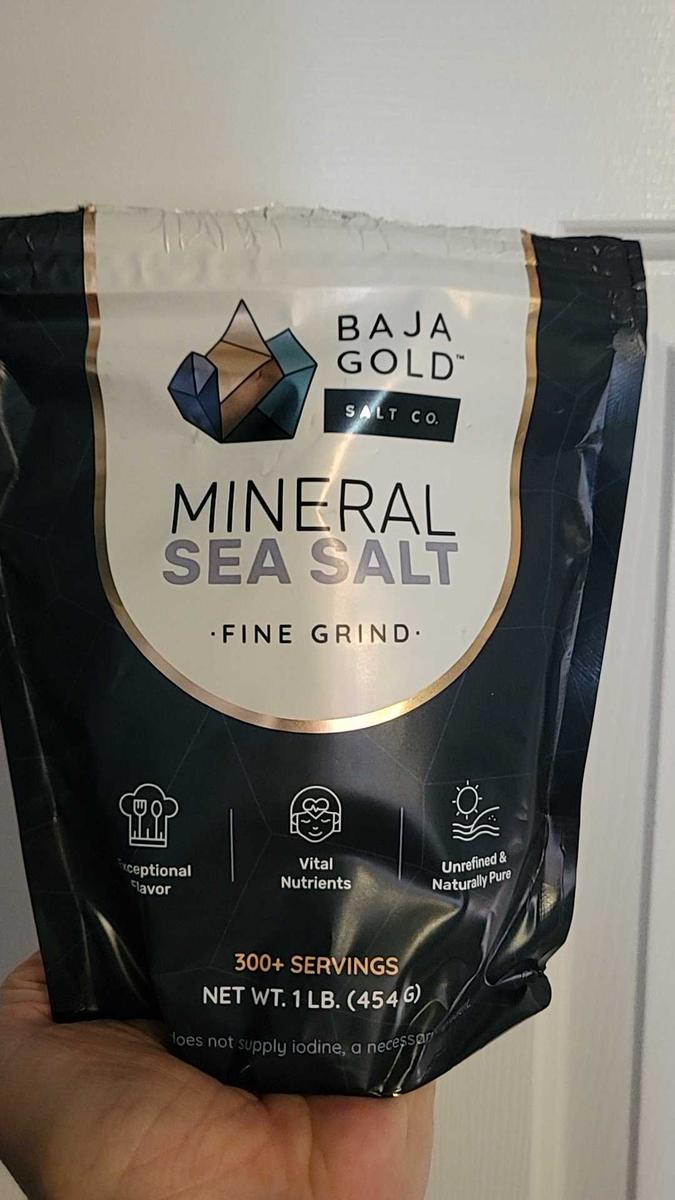 BAJA
GOLD™
SALT CO.
MINERAL
SEA SALT
·FINE GRIND·
xceptional
Flavor
Vital
Nutrients
Unrefined &
Naturally Pure
300+ SERVINGS
NET WT. 1 LB. (454 G)
does not supply iodine, a necessary